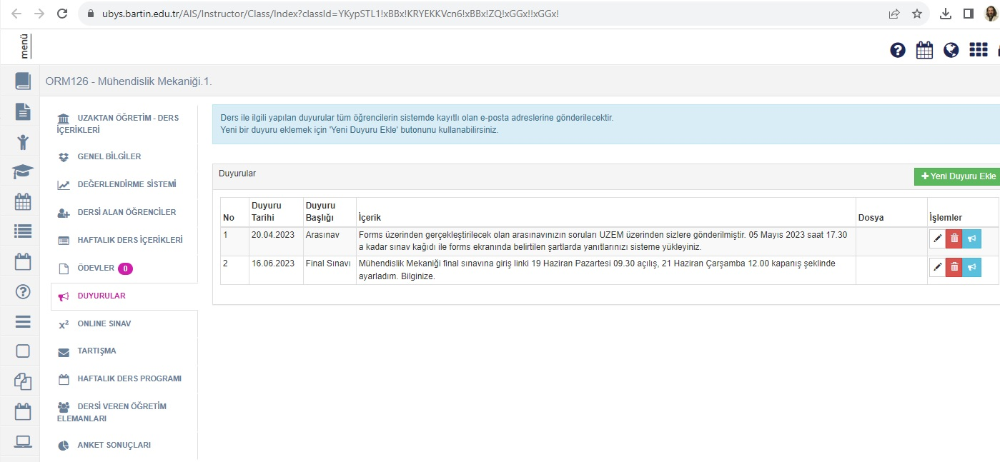 ubys.bartin.edu.tr/AIS/Instructor/Class/Index?classId=YKypSTL1!xBBx!KRYEKKVcn6!xBBx!ZQ!xGGx!!xGGx!
menü
ORM126 - Mühendislik Mekaniği.1.
UZAKTAN ÖĞRETİM - DERS
İÇERİKLERİ
GENEL BİLGİLER
DEĞERLENDİRME SİSTEMİ
DERSİ ALAN ÖĞRENCİLER
HAFTALIK DERS İÇERİKLERİ
ÖDEVLER 0
DUYURULAR
x² ONLINE SINAV
TARTIŞMA
HAFTALIK DERS PROGRAMI
DERSİ VEREN ÖĞRETİM
ELEMANLARI
ANKET SONUÇLARI
Ders ile ilgili yapılan duyurular tüm öğrencilerin sistemde kayıtlı olan e-posta adreslerine gönderilecektir.
Yeni bir duyuru eklemek için 'Yeni Duyuru Ekle' butonunu kullanabilirsiniz.
Duyurular
Yeni Duyuru Ekle
No Duyuru Tarihi Duyuru Başlığı İçerik Dosya İşlemler
1 20.04.2023 Arasınav Forms üzerinden gerçekleştirilecek olan arasınavınızın soruları UZEM üzerinden sizlere gönderilmiştir. 05 Mayıs 2023 saat 17.30
a kadar sınav kağıdı ile forms ekranında belirtilen şartlarda yanıtlarınızı sisteme yükleyiniz.
2 16.06.2023 Final Sınavı Mühendislik Mekaniği final sınavına giriş linki 19 Haziran Pazartesi 09.30 açılış, 21 Haziran Çarşamba 12.00 kapanış şeklinde
ayarladım. Bilginize.